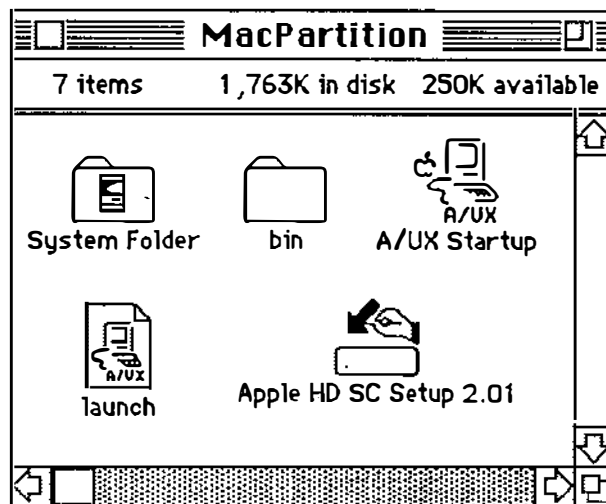 MacPartition
7 items 1,763K in disk 250K available
A/UX
System Folder bin A/UX Startup
A/UX
launch Apple HD SC Setup 2.01